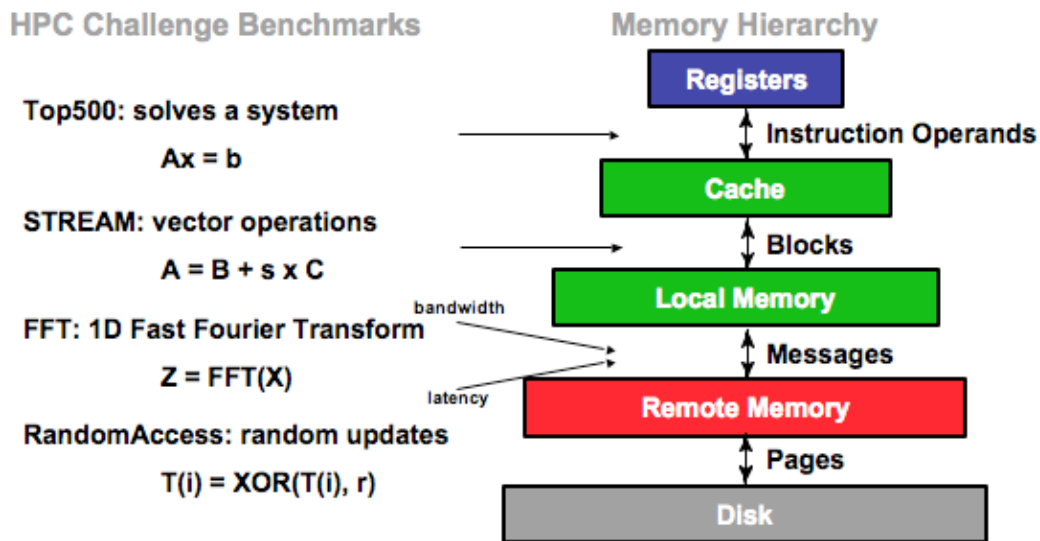 HPC Challenge Benchmarks
Memory Hierarchy
Registers
Top500: solves a system
Instruction Operands
Ax = b
Cache
STREAM: vector operations
Blocks
A = B + s x C
Local Memory
bandwidth
FFT: 1D Fast Fourier Transform
Messages
Z = FFT(X)
latency
Remote Memory
RandomAccess: random updates
Pages
T(i) = XOR(T(i), r)
Disk